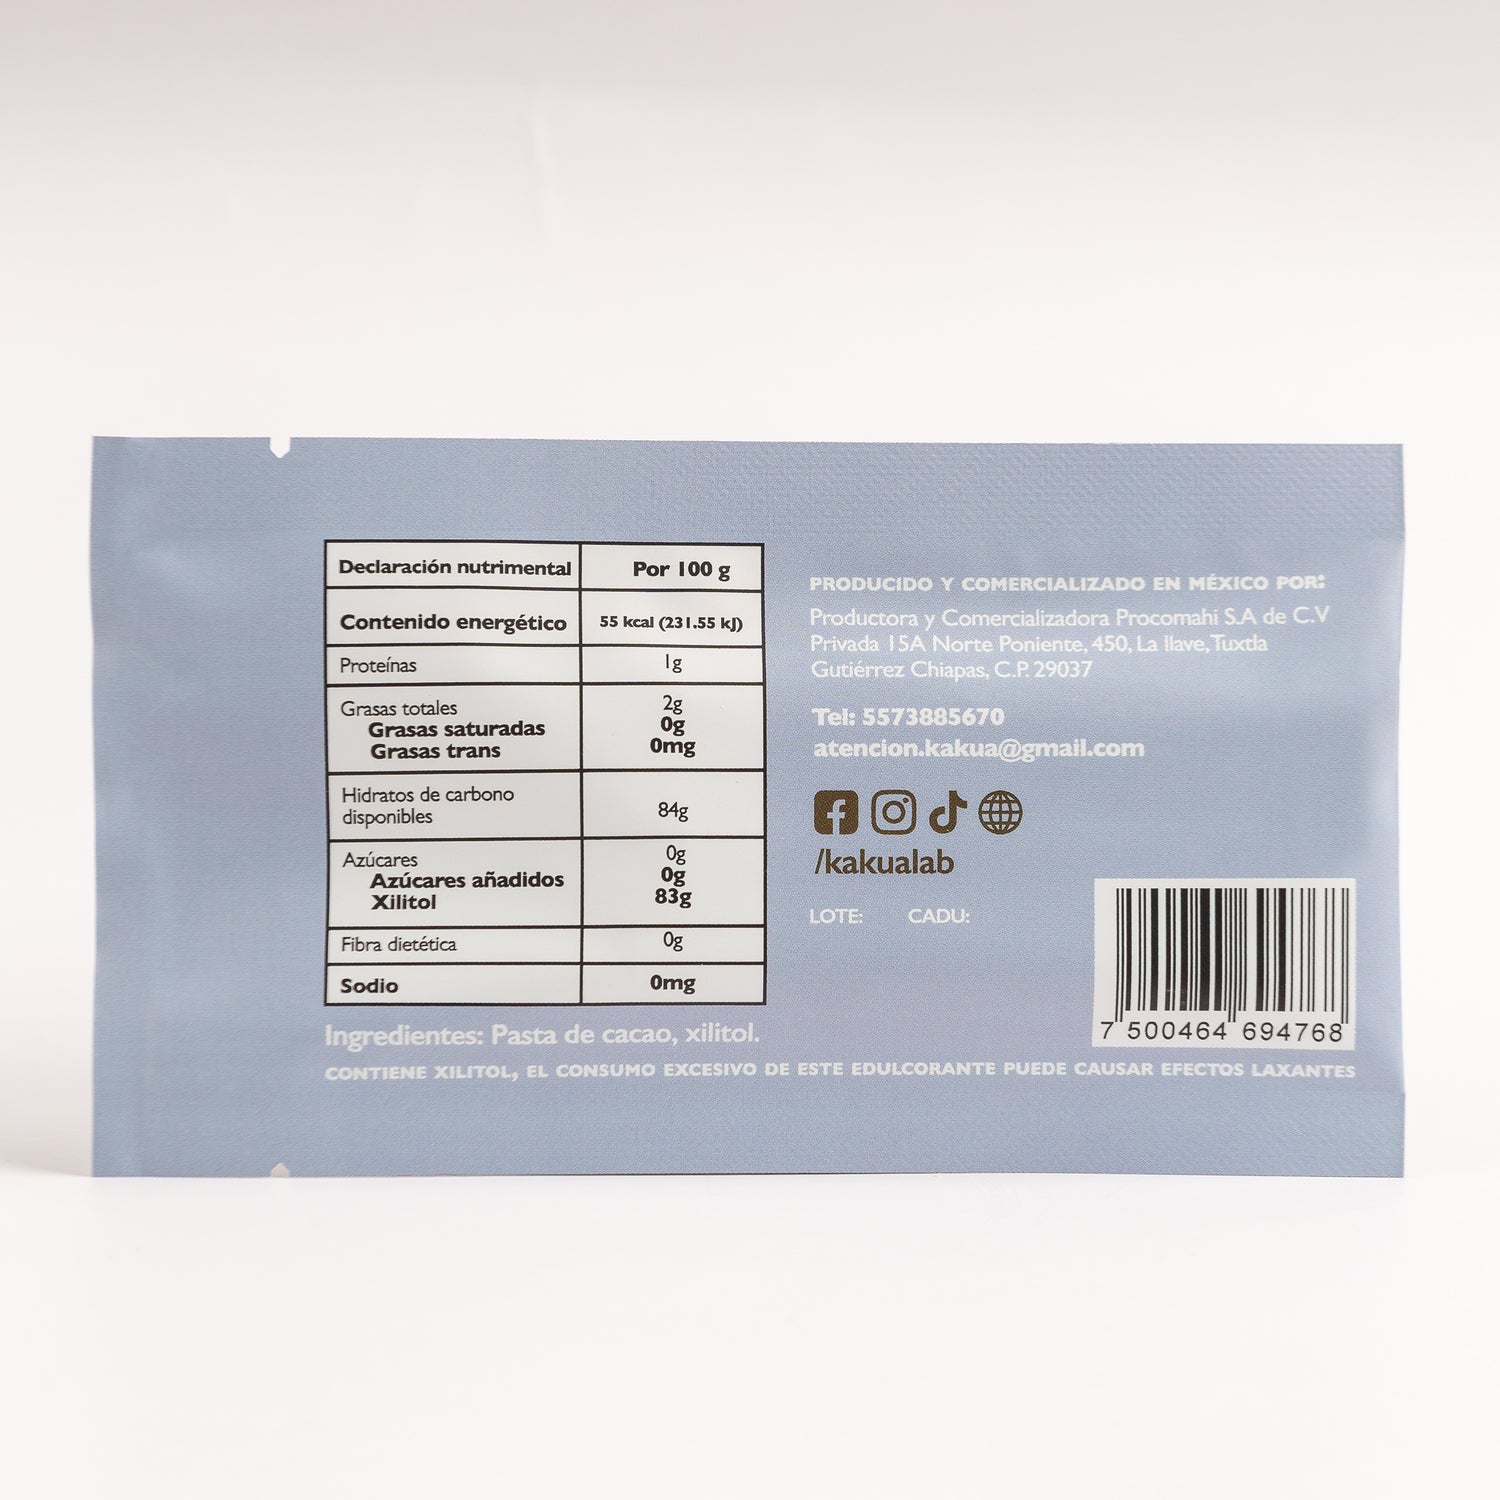 Declaración nutrimental Por 100 g
Contenido energético 55 kcal (231.55 kJ)
Proteínas 1g
Grasas totales 2g
Grasas saturadas 0g
Grasas trans 0mg
Hidratos de carbono
disponibles 84g
Azúcares 0g
Azúcares añadidos 0g
Xilitol 83g
Fibra dietética 0g
Sodio 0mg
Ingredientes: Pasta de cacao, xilitol.
CONTIENE XILITOL, EL CONSUMO EXCESIVO DE ESTE EDULCORANTE PUEDE CAUSAR EFECTOS LAXANTES
PRODUCIDO Y COMERCIALIZADO EN MÉXICO POR:
Productora y Comercializadora Procomahi S.A de C.V
Privada 15A Norte Poniente, 450, La llave, Tuxtla
Gutiérrez Chiapas, C.P. 29037
Tel: 5573885670
atencion.kakua@gmail.com
/kakualab
LOTE: CADU:
7 500464 694768